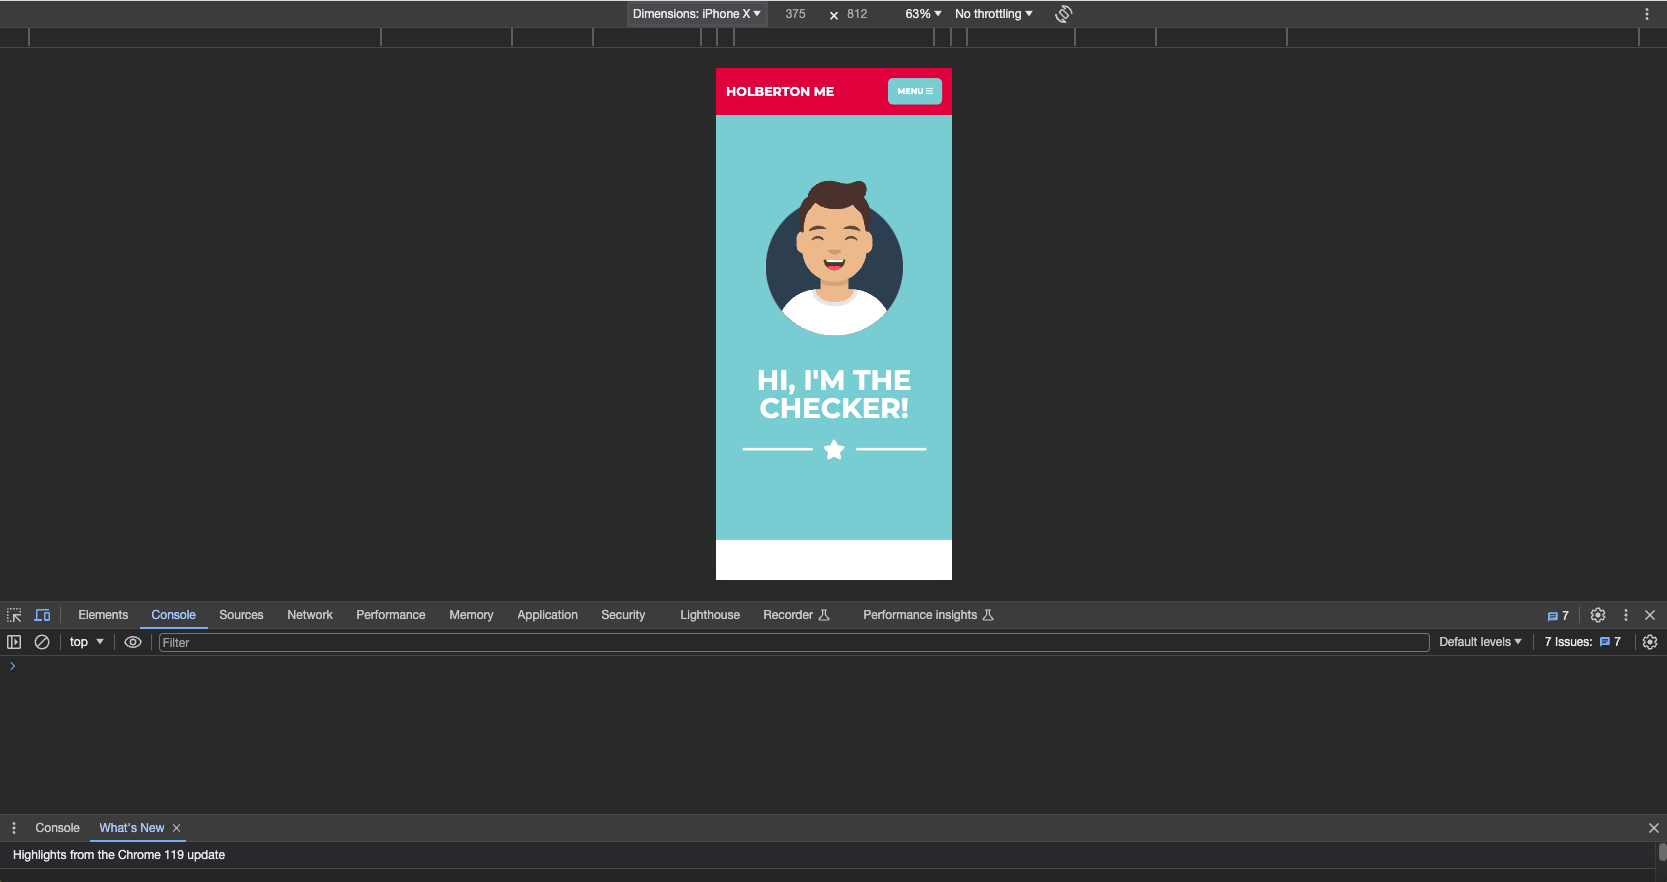 Dimensions: iPhone X 375 × 812 63% No throttling
HOLBERTON ME MENU
HI, I'M THE
CHECKER!
Elements Console Sources Network Performance Memory Application Security Lighthouse Recorder Performance insights 7
top Filter Default levels 7 Issues: 7
Console What's New
Highlights from the Chrome 119 update